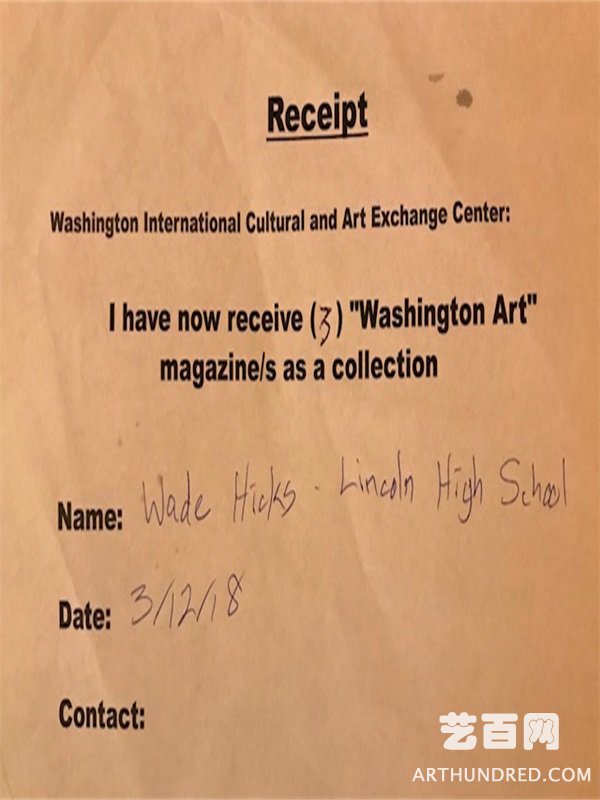 Receipt
Washington International Cultural and Art Exchange Center:
I have now receive (3) "Washington Art"
magazine/s as a collection
Name: Wade Hicks - Lincoln High School
Date: 3/12/18
Contact:
艺百网
ARTHUNDRED.COM